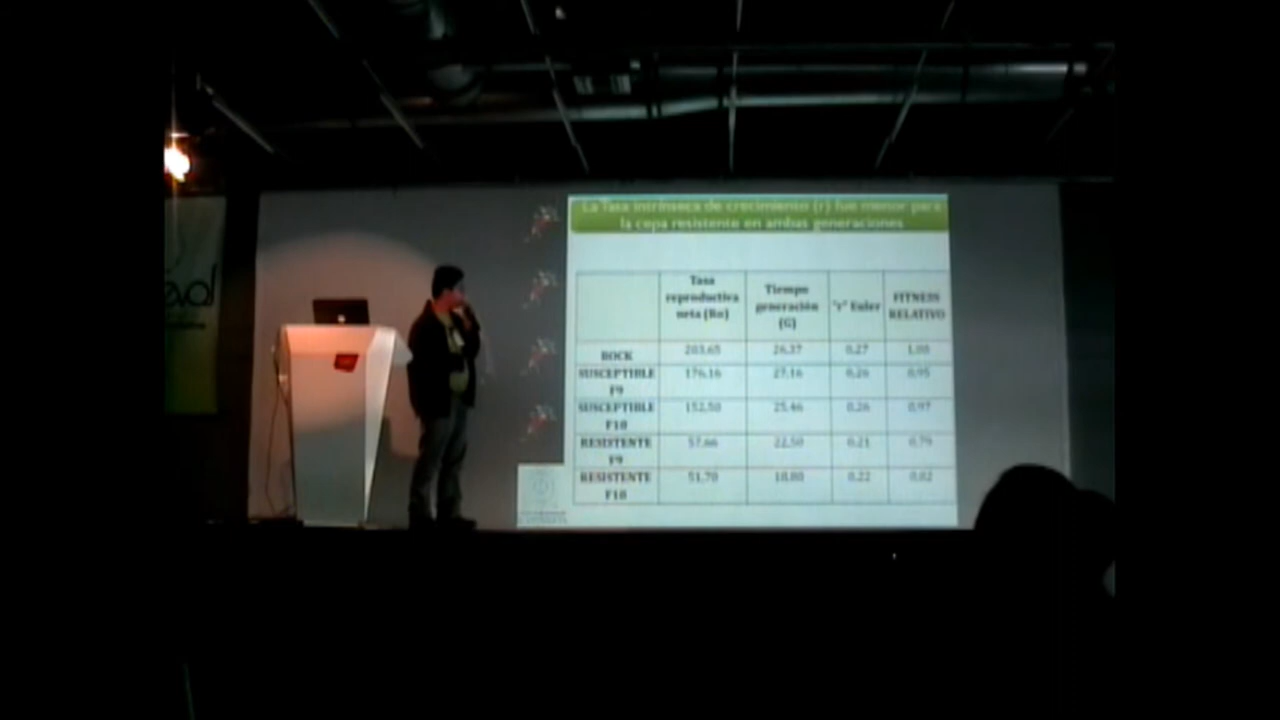 La Tasa intrínseca de crecimiento (r) fue menor para
la cepa resistente en ambas generaciones
Tasa
reproductiva
neta (Ro)
Tiempo
generación
(G)
"r" Euler
FITNESS
RELATIVO
ROCK
203,65
26,37
0,27
1,00
SUSCEPTIBLE
F9
176,16
27,16
0,26
0,95
SUSCEPTIBLE
F10
152,50
25,46
0,26
0,97
RESISTENTE
F9
57,66
22,50
0,21
0,79
RESISTENTE
F10
51,70
18,80
0,22
0,82